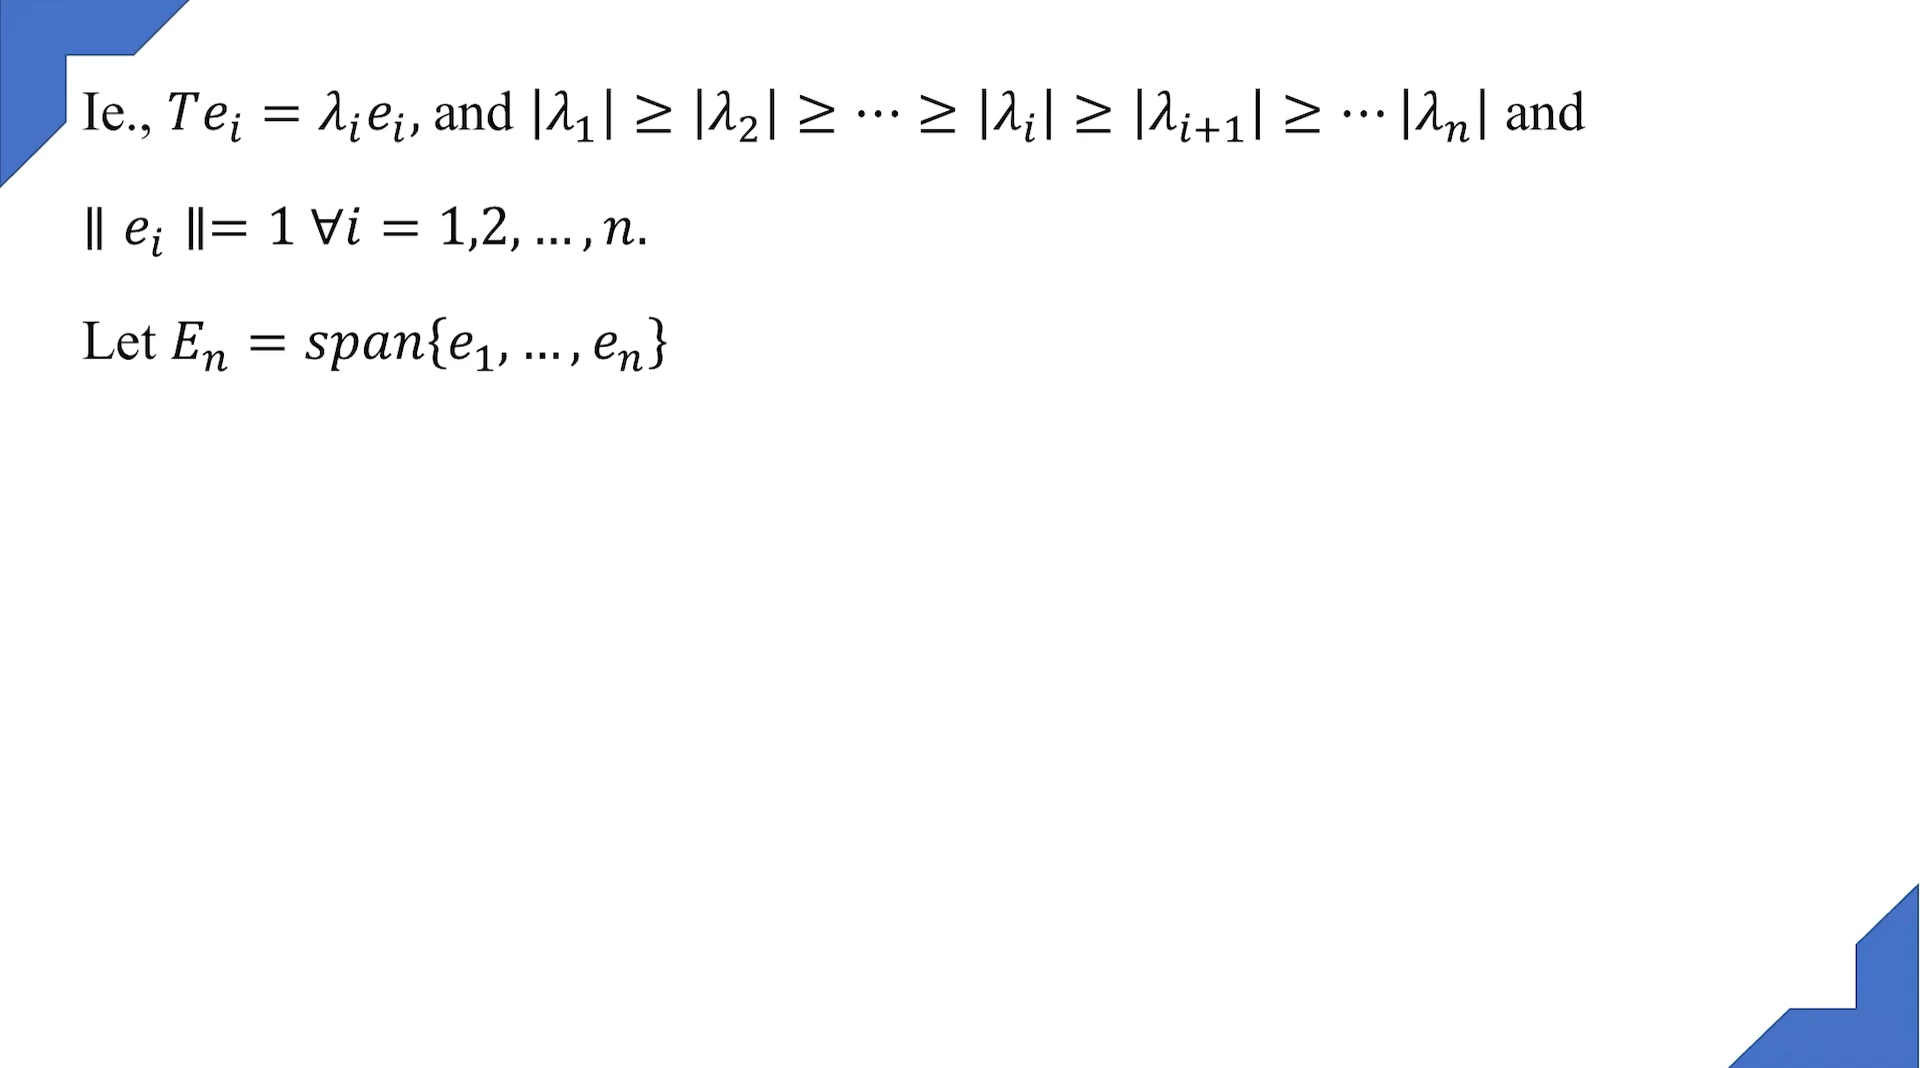 Ie., 𝑇𝑒ᵢ = 𝜆ᵢ𝑒ᵢ, and |𝜆₁| ≥ |𝜆₂| ≥ ⋯ ≥ |𝜆ᵢ| ≥ |𝜆ᵢ₊₁| ≥ ⋯ |𝜆ₙ| and
∥ 𝑒ᵢ ∥= 1 ∀𝑖 = 1,2, … , 𝑛.
Let 𝐸ₙ = 𝑠𝑝𝑎𝑛{𝑒₁, … , 𝑒ₙ}